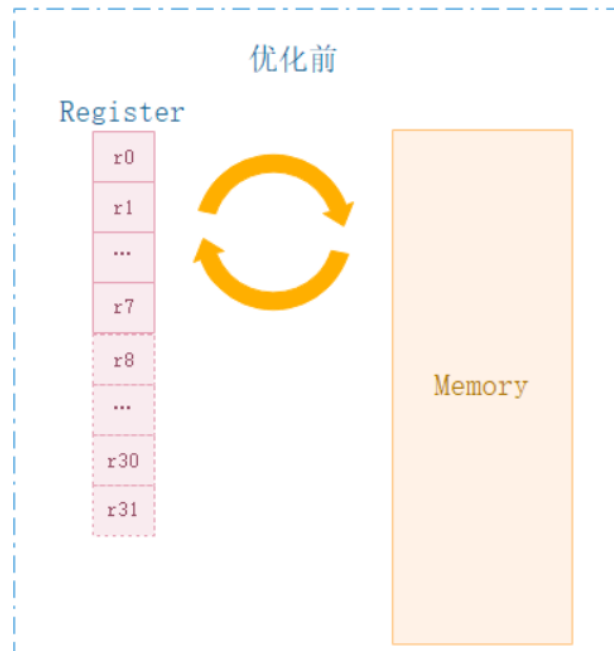 优化前
Register
r0
r1
…
r7
r8
…
r30
r31
Memory